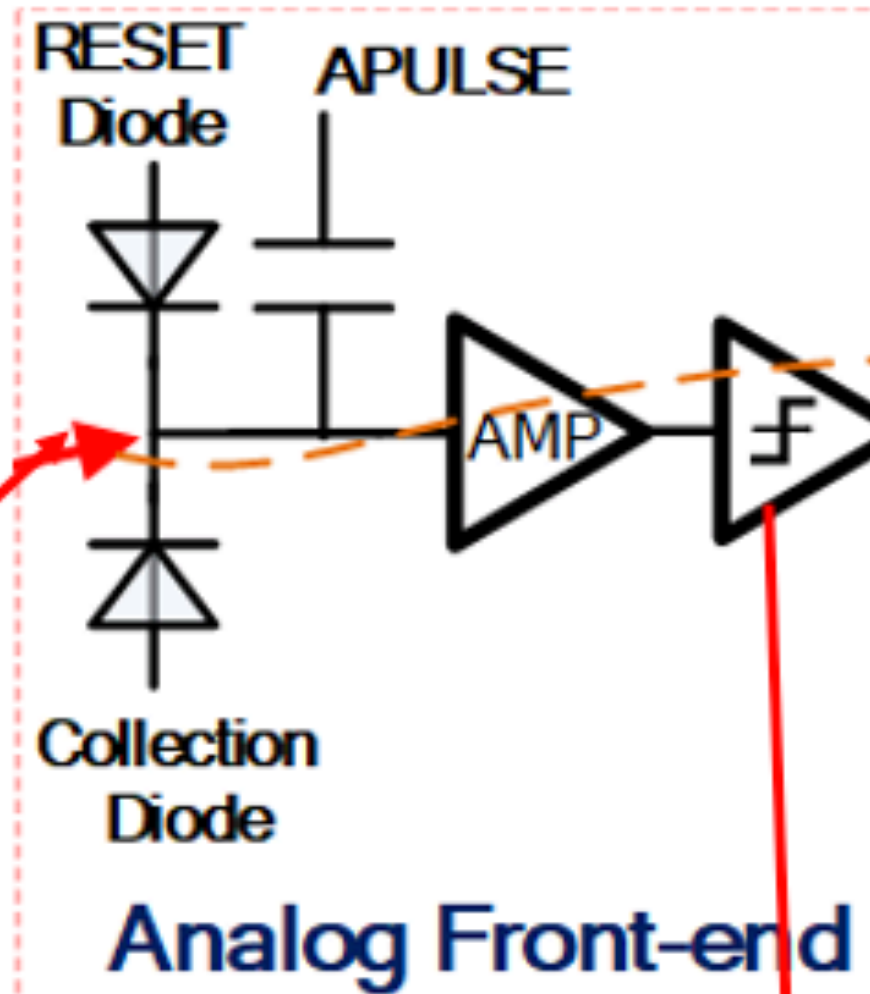 RESET
Diode
APULSE
AMP
Collection
Diode
Analog Front-end